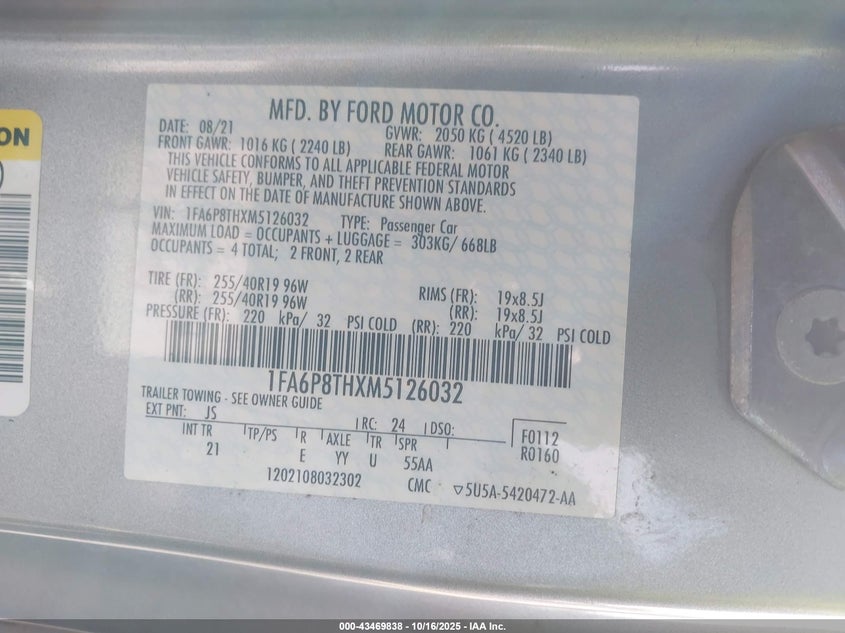 ON
MFD. BY FORD MOTOR CO.
DATE: 08/21 GVWR: 2050 KG ( 4520 LB)
FRONT GAWR: 1016 KG ( 2240 LB) REAR GAWR: 1061 KG ( 2340 LB)
THIS VEHICLE CONFORMS TO ALL APPLICABLE FEDERAL MOTOR
VEHICLE SAFETY, BUMPER, AND THEFT PREVENTION STANDARDS
IN EFFECT ON THE DATE OF MANUFACTURE SHOWN ABOVE.
VIN: 1FA6P8THXM5126032 TYPE: Passenger Car
MAXIMUM LOAD = OCCUPANTS + LUGGAGE = 303KG/ 668LB
OCCUPANTS = 4 TOTAL; 2 FRONT, 2 REAR
TIRE (FR): 255/40R19 96W RIMS (FR): 19x8.5J
(RR): 255/40R19 96W (RR): 19x8.5J
PRESSURE (FR): 220 kPa/ 32 PSI COLD (RR): 220 kPa/ 32 PSI COLD
1FA6P8THXM5126032
TRAILER TOWING - SEE OWNER GUIDE
EXT PNT: JS RC: 24 DSO: F0112
INT TR TP/PS R AXLE TR SPR R0160
21 E YY U 55AA
1202108032302 CMC ▽5U5A-5420472-AA
000-43469838 - 10/16/2025 - IAA Inc.